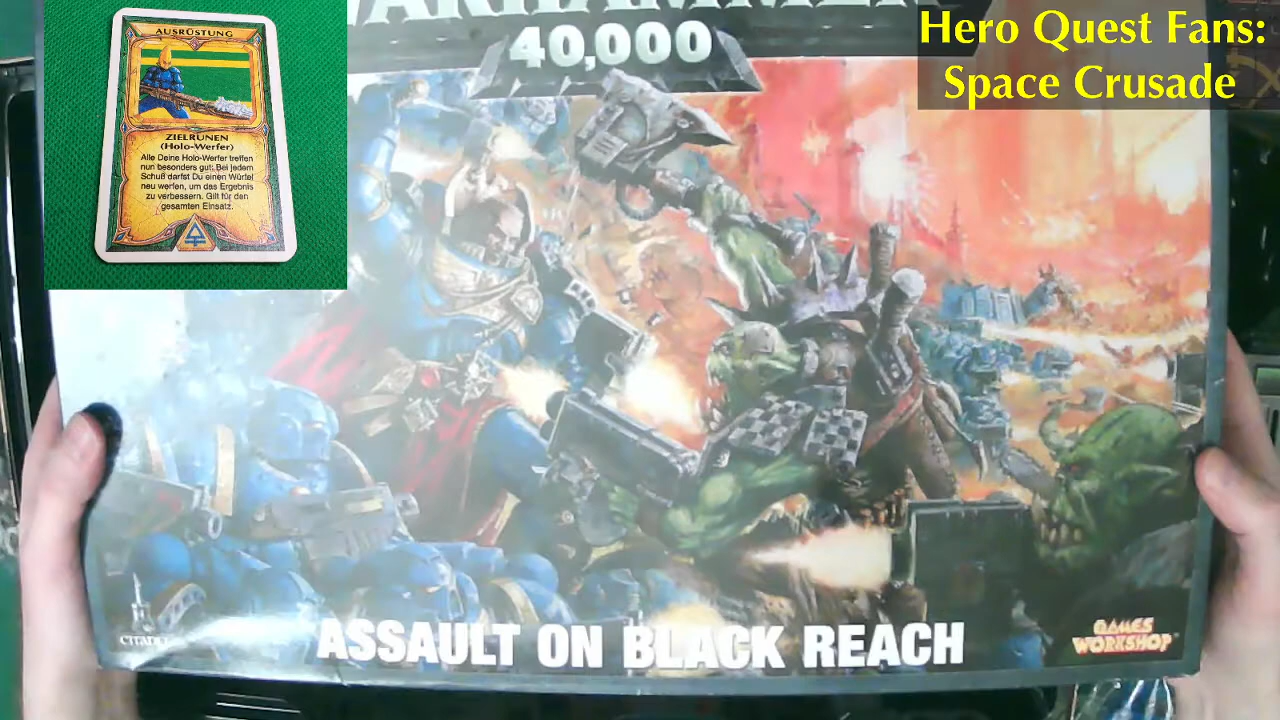 AUSRÜSTUNG
ZIELRUNEN
(Holo-Werfer)
Alle Deine Holo-Werfer treffen
nun besonders gut: Bei jedem
Schuß darfst Du einen Würfel
neu werfen, um das Ergebnis
zu verbessern. Gilt für den
gesamten Einsatz.
WARHAMMER
40,000
Hero Quest Fans:
Space Crusade
CITADEL
ASSAULT ON BLACK REACH
GAMES
WORKSHOP